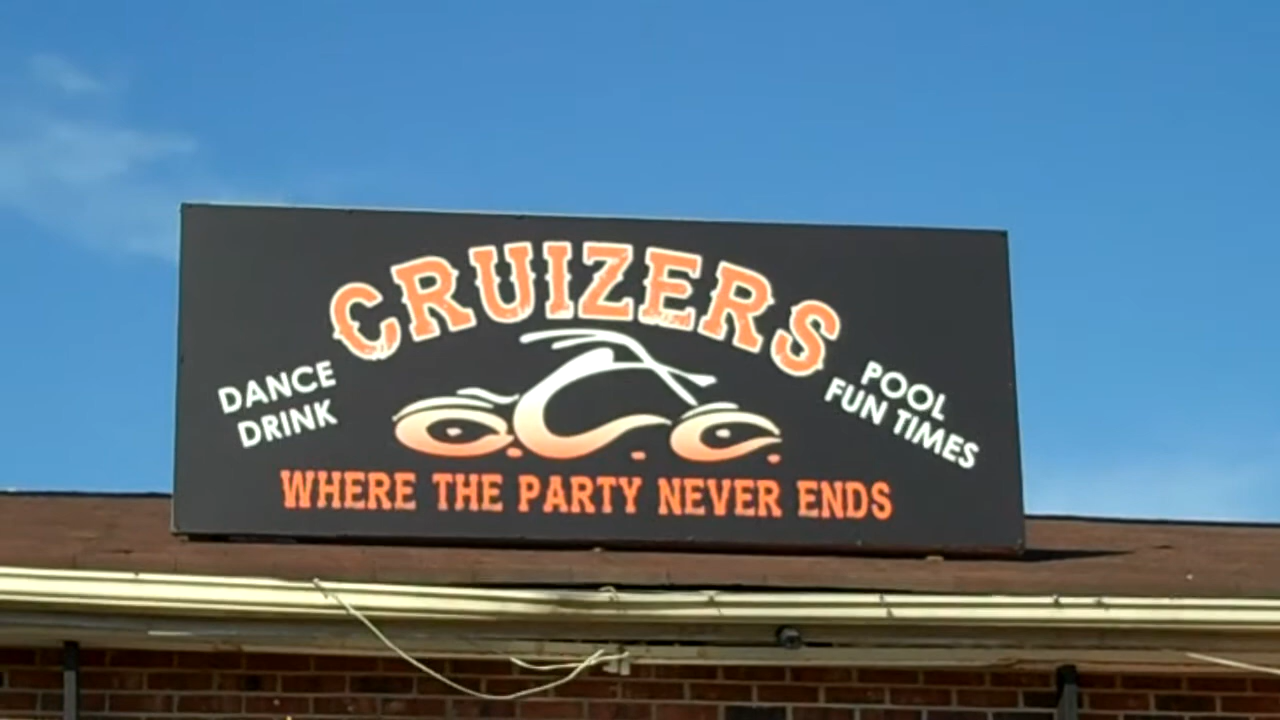 CRUIZERS
DANCE
DRINK
POOL
FUN TIMES
O.C.C.
WHERE THE PARTY NEVER ENDS